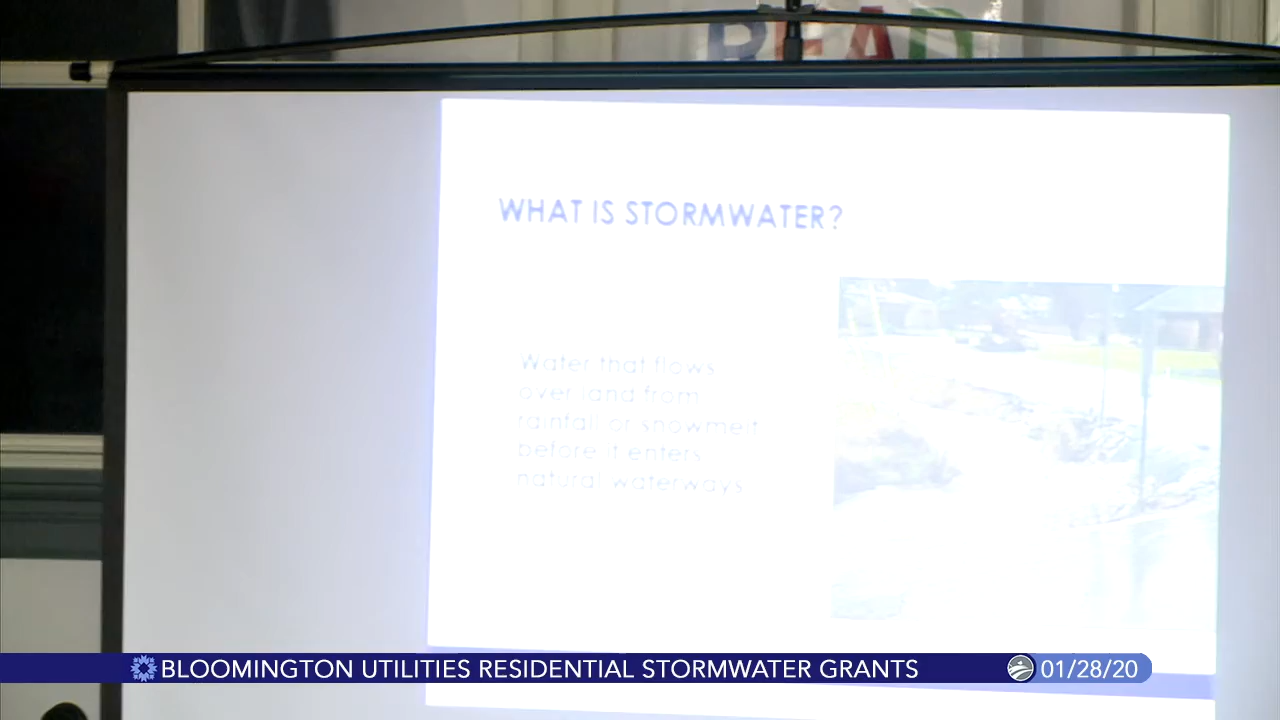 READ
WHAT IS STORMWATER?
Water that flows
over land from
rainfall or snowmelt
before it enters
natural waterways
BLOOMINGTON UTILITIES RESIDENTIAL STORMWATER GRANTS
01/28/20